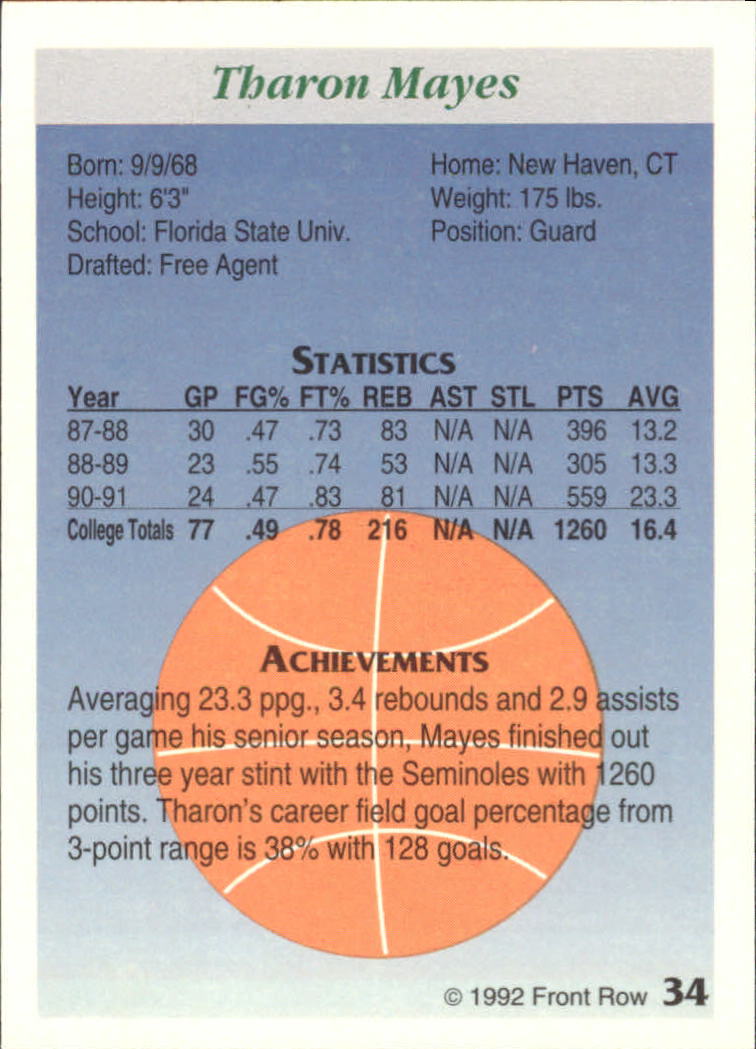 Tharon Mayes
Born: 9/9/68 Home: New Haven, CT
Height: 6'3" Weight: 175 lbs.
School: Florida State Univ. Position: Guard
Drafted: Free Agent
STATISTICS
Year GP FG% FT% REB AST STL PTS AVG
87-88 30 .47 .73 83 N/A N/A 396 13.2
88-89 23 .55 .74 53 N/A N/A 305 13.3
90-91 24 .47 .83 81 N/A N/A 559 23.3
College Totals 77 .49 .78 216 N/A N/A 1260 16.4
ACHIEVEMENTS
Averaging 23.3 ppg., 3.4 rebounds and 2.9 assists
per game his senior season, Mayes finished out
his three year stint with the Seminoles with 1260
points. Tharon's career field goal percentage from
3-point range is 38% with 128 goals.
© 1992 Front Row 34